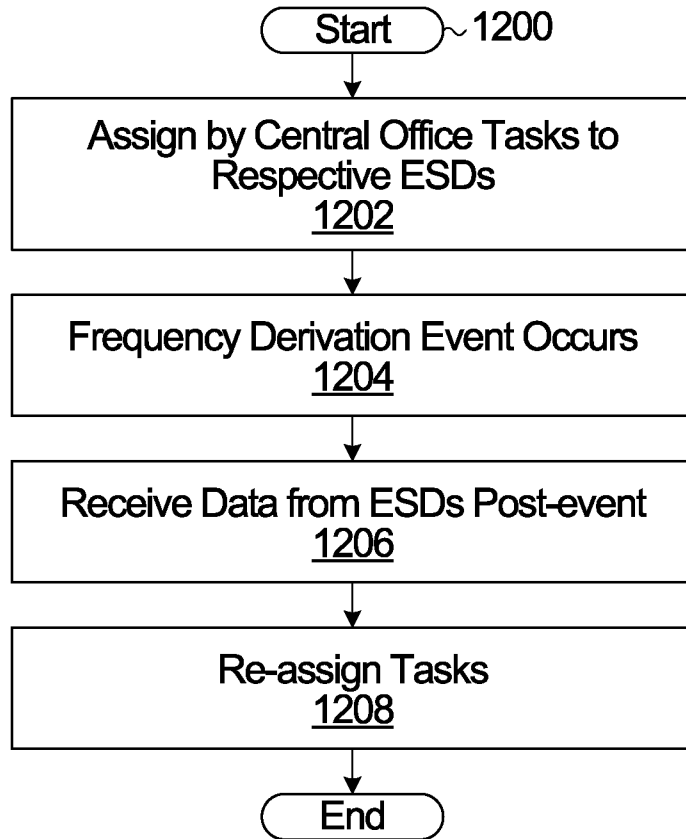 Start 1200
Assign by Central Office Tasks to
Respective ESDs
1202
Frequency Derivation Event Occurs
1204
Receive Data from ESDs Post-event
1206
Re-assign Tasks
1208
End